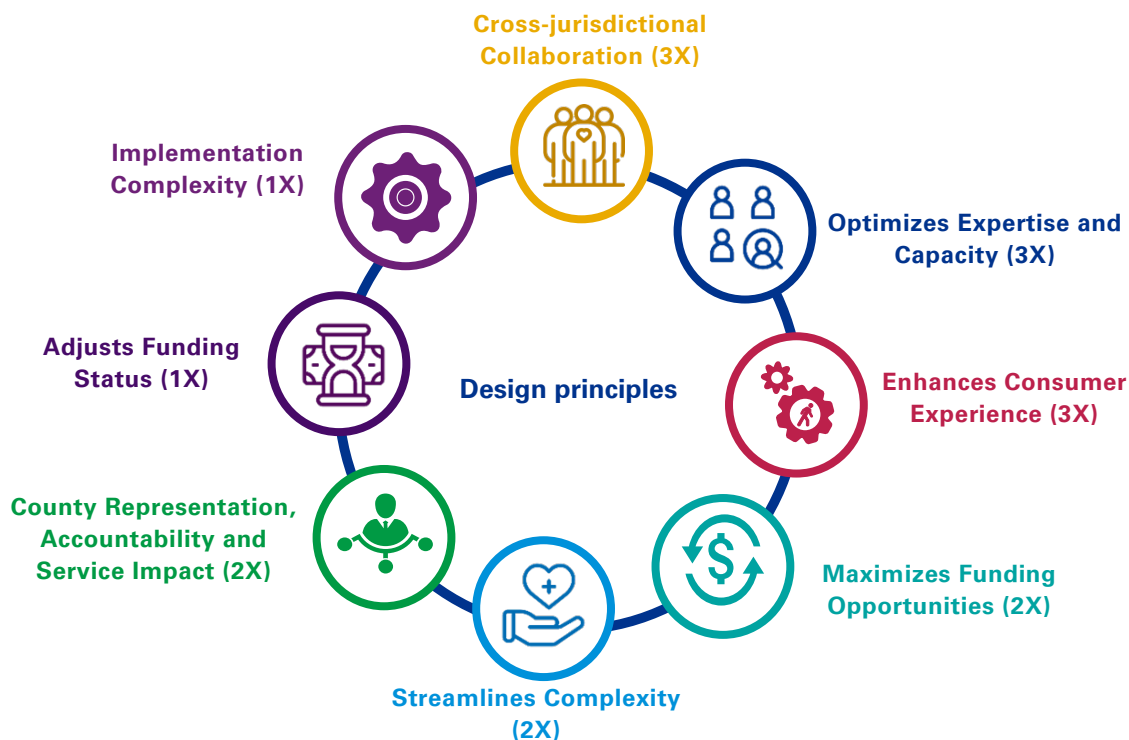 Cross-jurisdictional
Collaboration (3X)
Implementation
Complexity (1X)
Optimizes Expertise and
Capacity (3X)
Adjusts Funding
Status (1X)
Design principles
Enhances Consumer
Experience (3X)
County Representation,
Accountability and
Service Impact (2X)
$
Maximizes Funding
Opportunities (2X)
Streamlines Complexity
(2X)